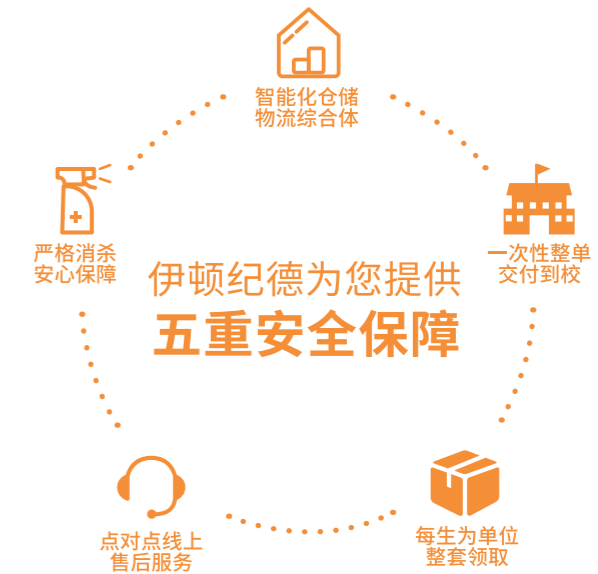 智能化仓储
物流综合体
严格消杀
安心保障
一次性整单
交付到校
伊顿纪德为您提供
五重安全保障
点对点线上
售后服务
每生为单位
整套领取